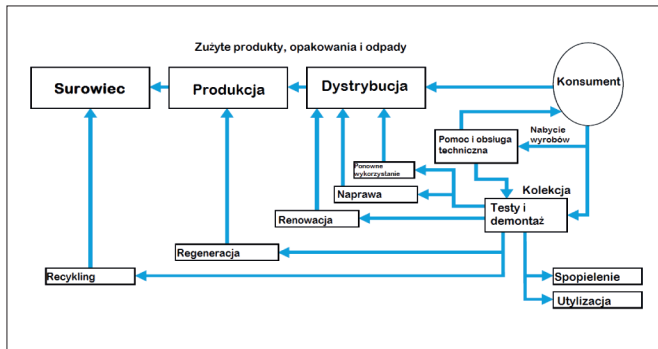 Zużyte produkty, opakowania i odpady
Surowiec
Produkcja
Dystrybucja
Konsument
Pomoc i obsługa
techniczna
Nabycie
wyrobów
Ponowne
wykorzystanie
Naprawa
Kolekcja
Testy i
demontaż
Renowacja
Regeneracja
Recykling
Spopielenie
Utylizacja